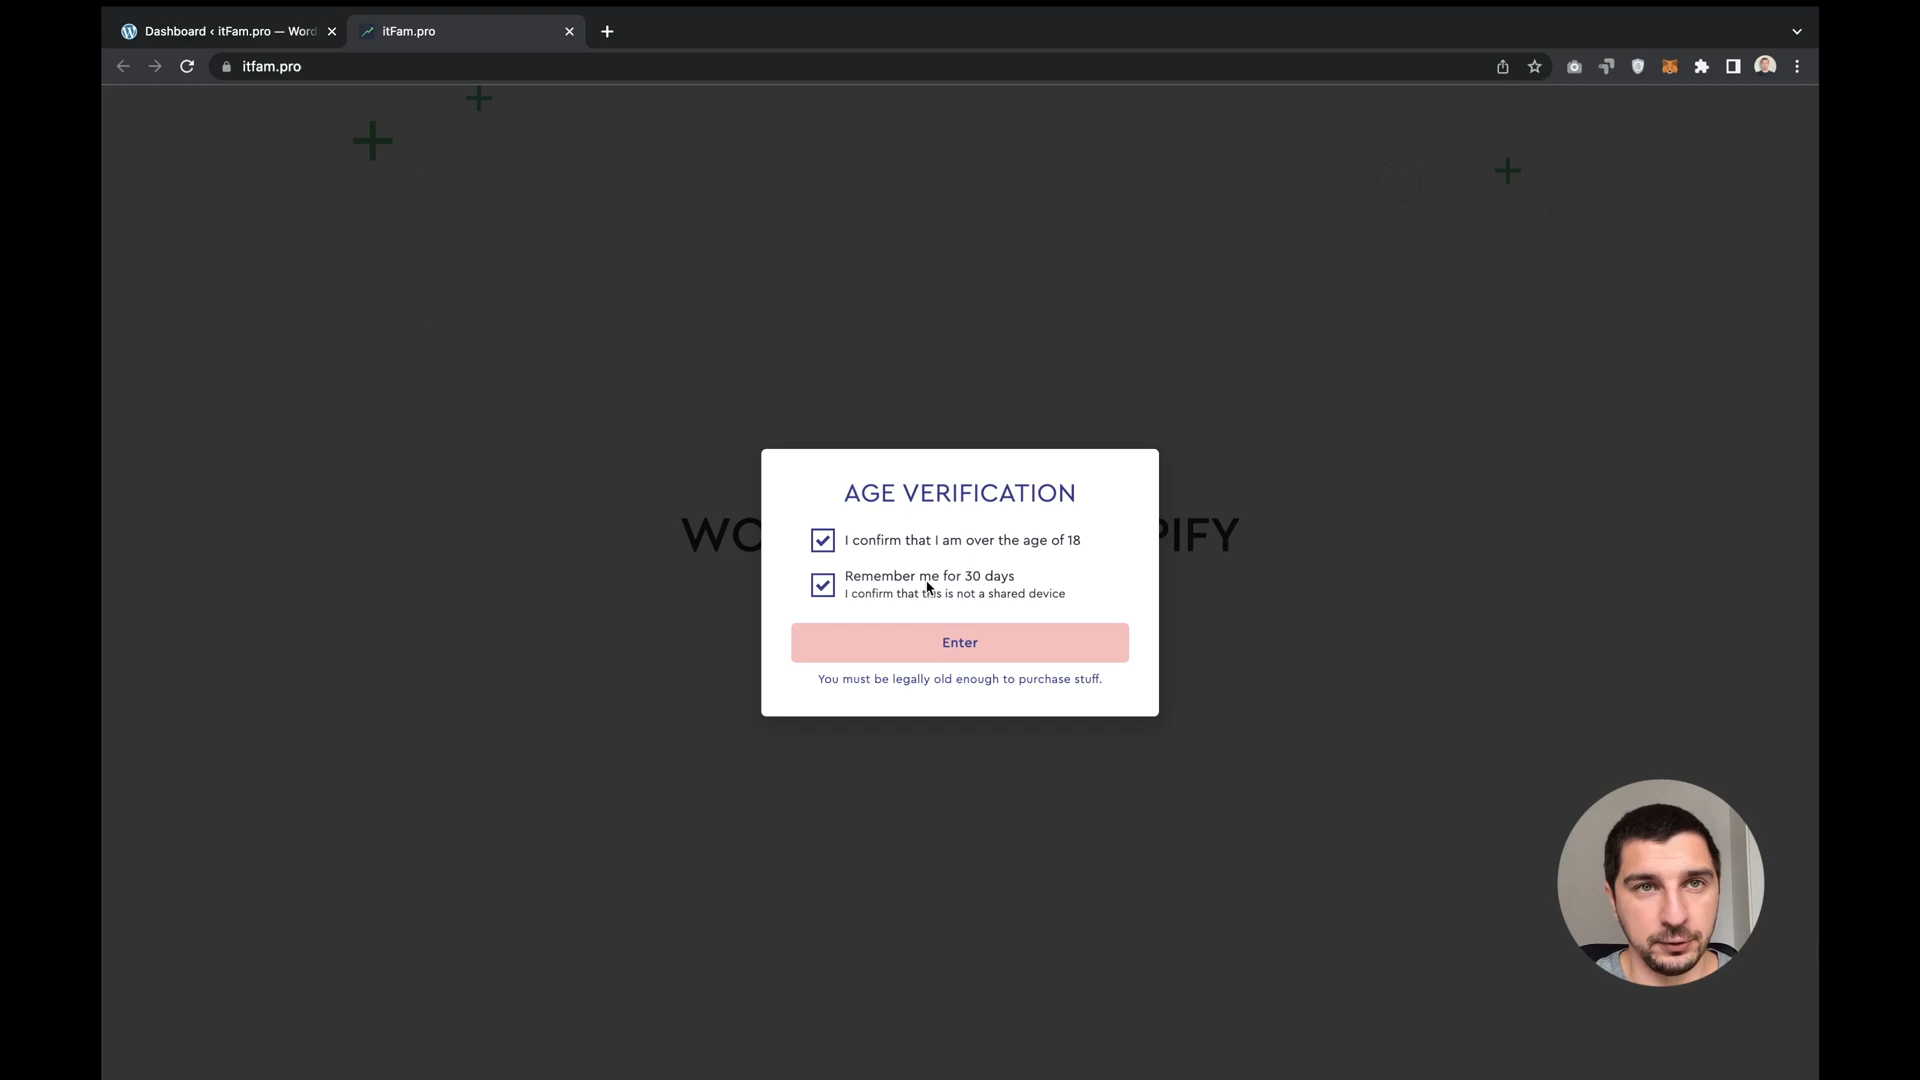 Dashboard ‹ itFam.pro — Word
itFam.pro
itfam.pro
WO
PIFY
AGE VERIFICATION
I confirm that I am over the age of 18
Remember me for 30 days
I confirm that this is not a shared device
Enter
You must be legally old enough to purchase stuff.